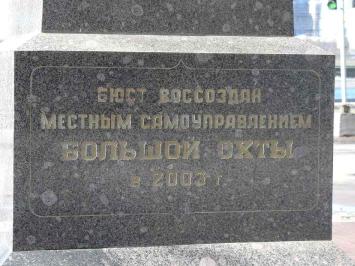 БЮСТ ВОССОЗДАН
МЕСТНЫМ САМОУПРАВЛЕНИЕМ
БОЛЬШОЙ ОХТЫ
в 2003 г.